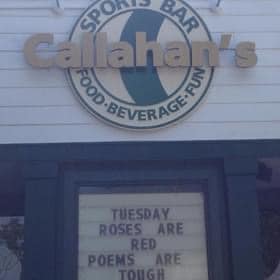 SPORTS BAR
Callahan's
FOOD · BEVERAGE · FUN
TUESDAY
ROSES ARE
RED
POEMS ARE
TOUGH